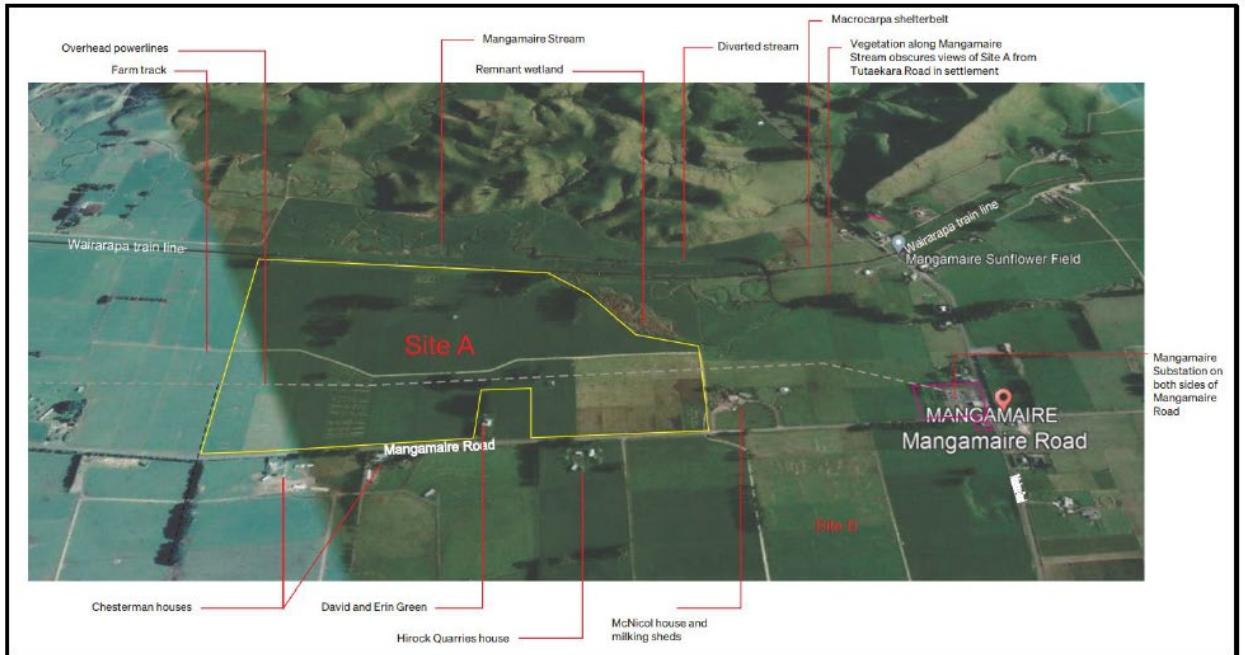 Macrocarpa shelterbelt
Overhead powerlines
Mangamaire Stream
Diverted stream
Vegetation along Mangamaire
Stream obscures views of Site A from
Tutaekara Road in settlement
Farm track
Remnant wetland
Wairarapa train line
Wairarapa train line
Mangamaire Sunflower Field
Site A
Mangamaire
Substation on
both sides of
Mangamaire
Road
MANGAMAIRE
Mangamaire Road
Mangamaire Road
Chesterman houses
David and Erin Green
Hirock Quarries house
McNicol house and
milking sheds